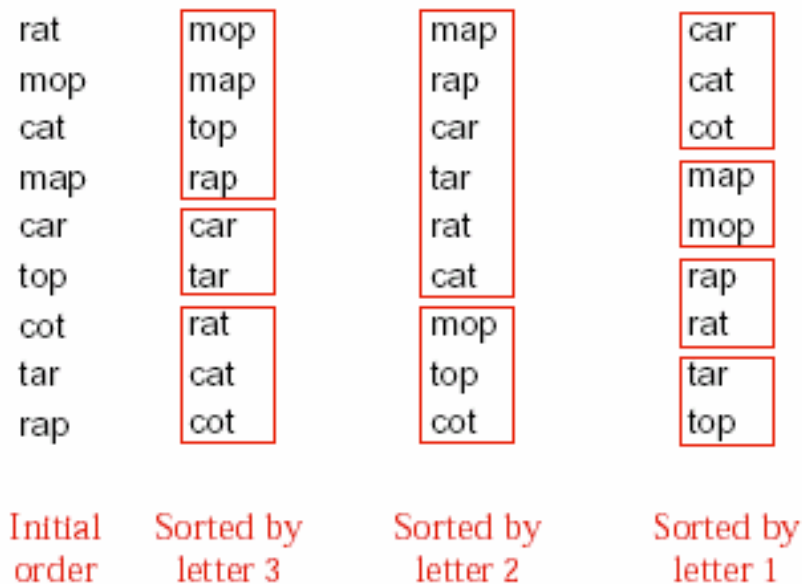 rat mop map car
mop map rap cat
cat top car cot
map rap tar map
car car rat mop
top tar cat rap
cot rat mop rat
tar cat top tar
rap cot cot top
Initial Sorted by Sorted by Sorted by
order letter 3 letter 2 letter 1